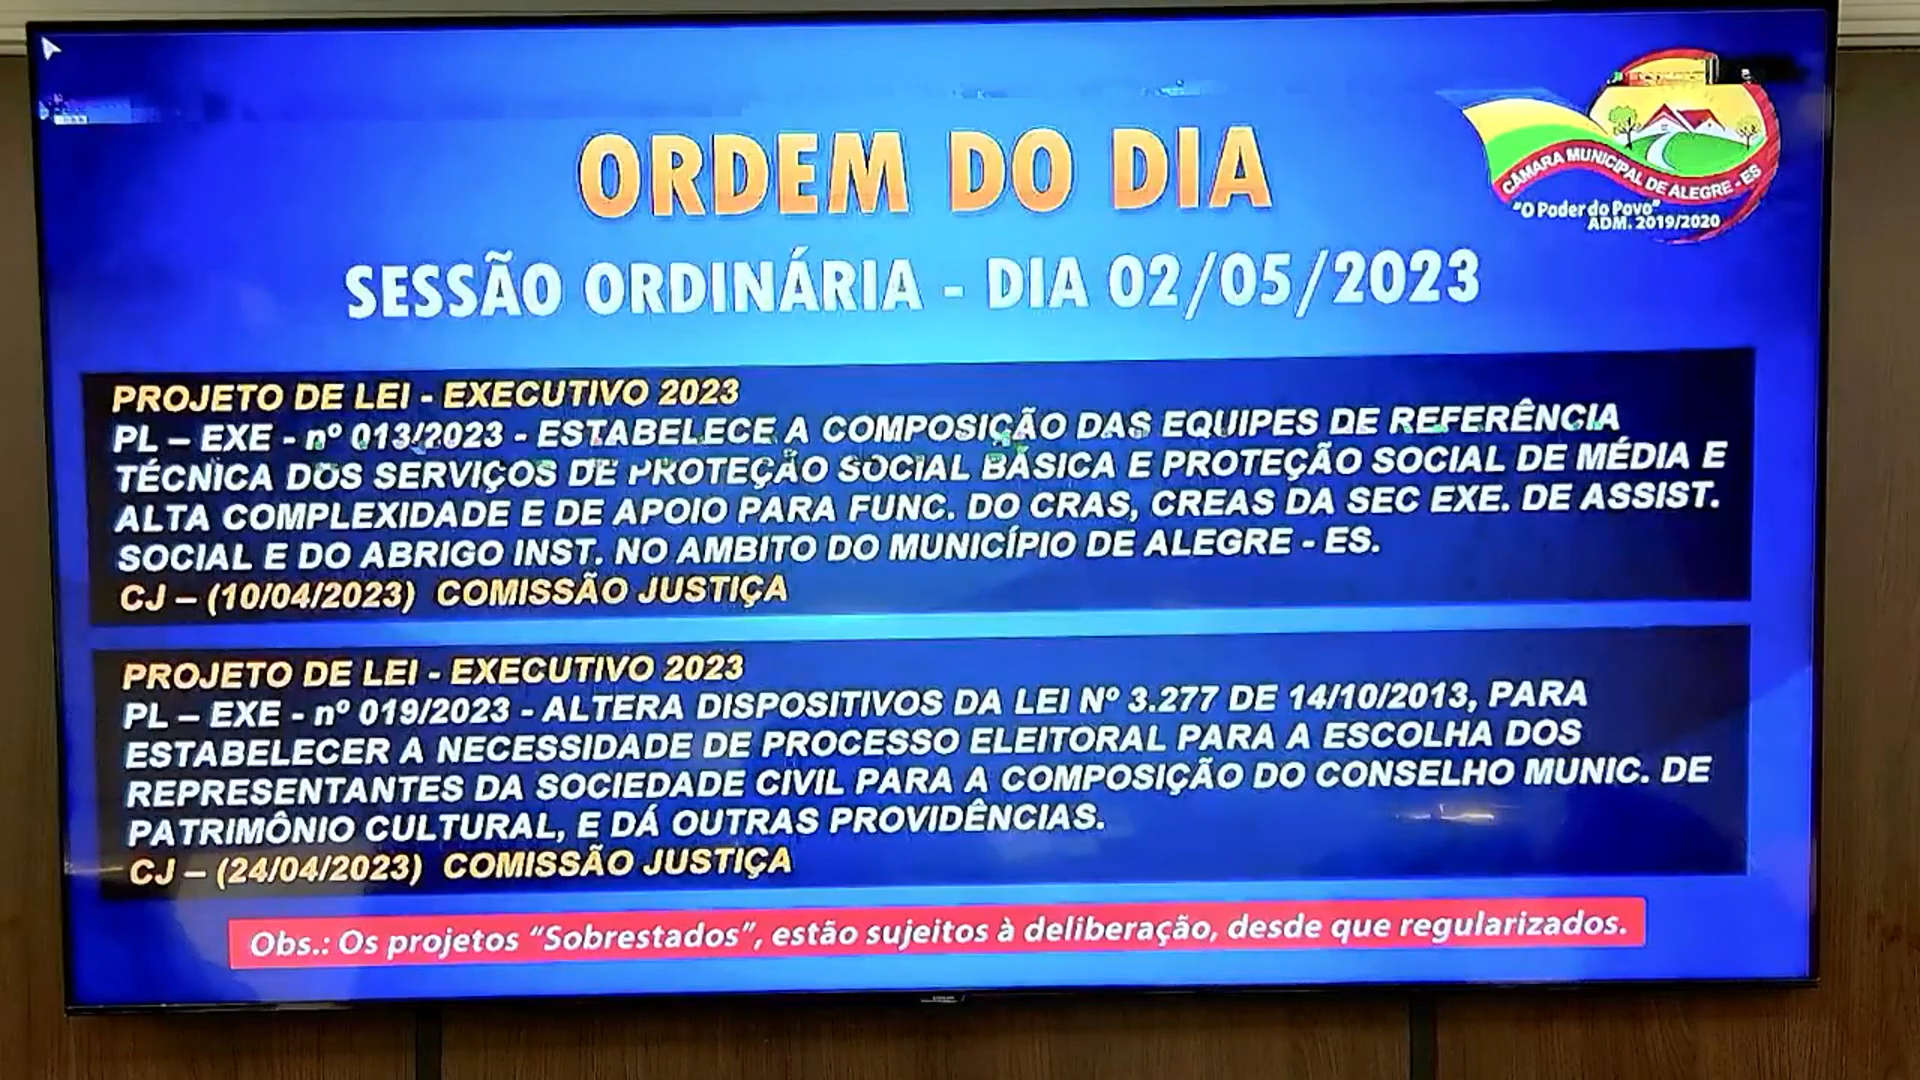 ORDEM DO DIA
CÂMARA MUNICIPAL DE ALEGRE - ES
"O Poder do Povo"
ADM. 2019/2020
SESSÃO ORDINÁRIA - DIA 02/05/2023
PROJETO DE LEI - EXECUTIVO 2023
PL – EXE - nº 013/2023 - ESTABELECE A COMPOSIÇÃO DAS EQUIPES DE REFERÊNCIA
TÉCNICA DOS SERVIÇOS DE PROTEÇÃO SOCIAL BÁSICA E PROTEÇÃO SOCIAL DE MÉDIA E
ALTA COMPLEXIDADE E DE APOIO PARA FUNC. DO CRAS, CREAS DA SEC EXE. DE ASSIST.
SOCIAL E DO ABRIGO INST. NO AMBITO DO MUNICÍPIO DE ALEGRE - ES.
CJ – (10/04/2023) COMISSÃO JUSTIÇA
PROJETO DE LEI - EXECUTIVO 2023
PL – EXE - nº 019/2023 - ALTERA DISPOSITIVOS DA LEI Nº 3.277 DE 14/10/2013, PARA
ESTABELECER A NECESSIDADE DE PROCESSO ELEITORAL PARA A ESCOLHA DOS
REPRESENTANTES DA SOCIEDADE CIVIL PARA A COMPOSIÇÃO DO CONSELHO MUNIC. DE
PATRIMÔNIO CULTURAL, E DÁ OUTRAS PROVIDÊNCIAS.
CJ – (24/04/2023) COMISSÃO JUSTIÇA
Obs.: Os projetos “Sobrestados”, estão sujeitos à deliberação, desde que regularizados.